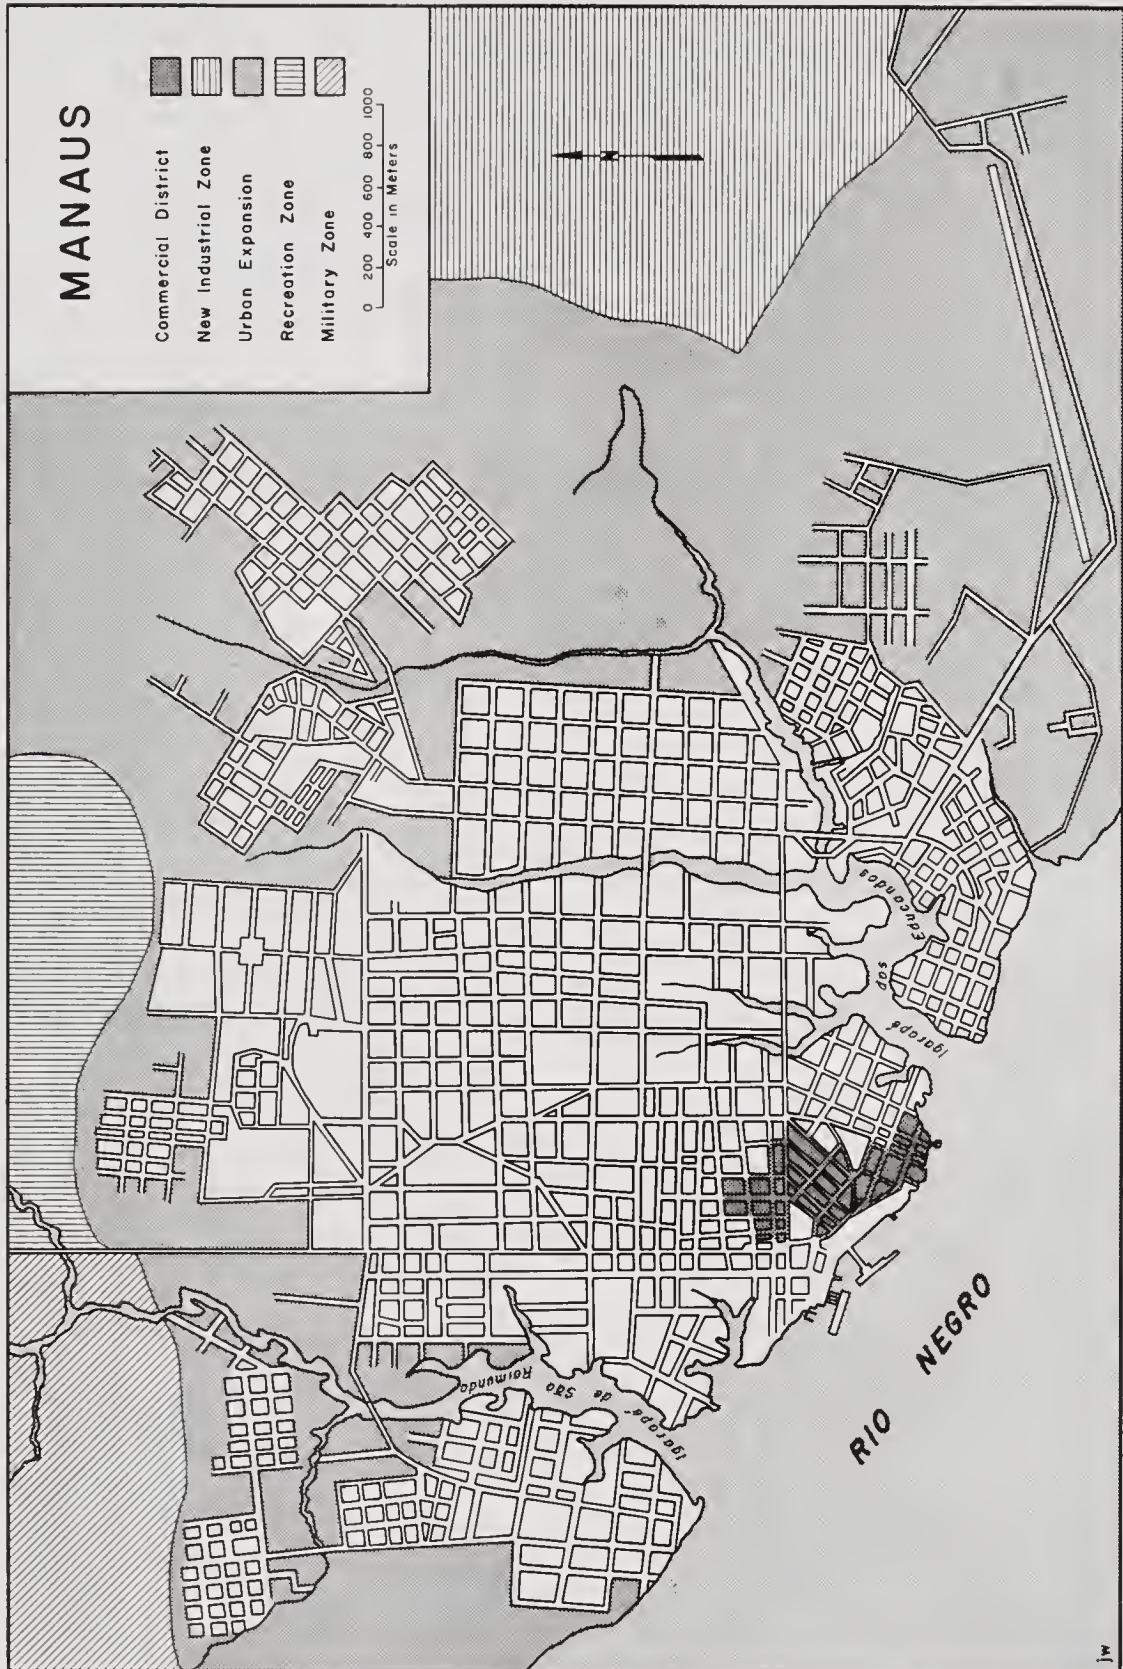 MANAUS
Commercial District
New Industrial Zone
Urban Expansion
Recreation Zone
Military Zone
0 200 400 600 800 1000
Scale in Meters
N
Igarapé dos Educandos
Igarapé de São Raimundo
RIO NEGRO
jw